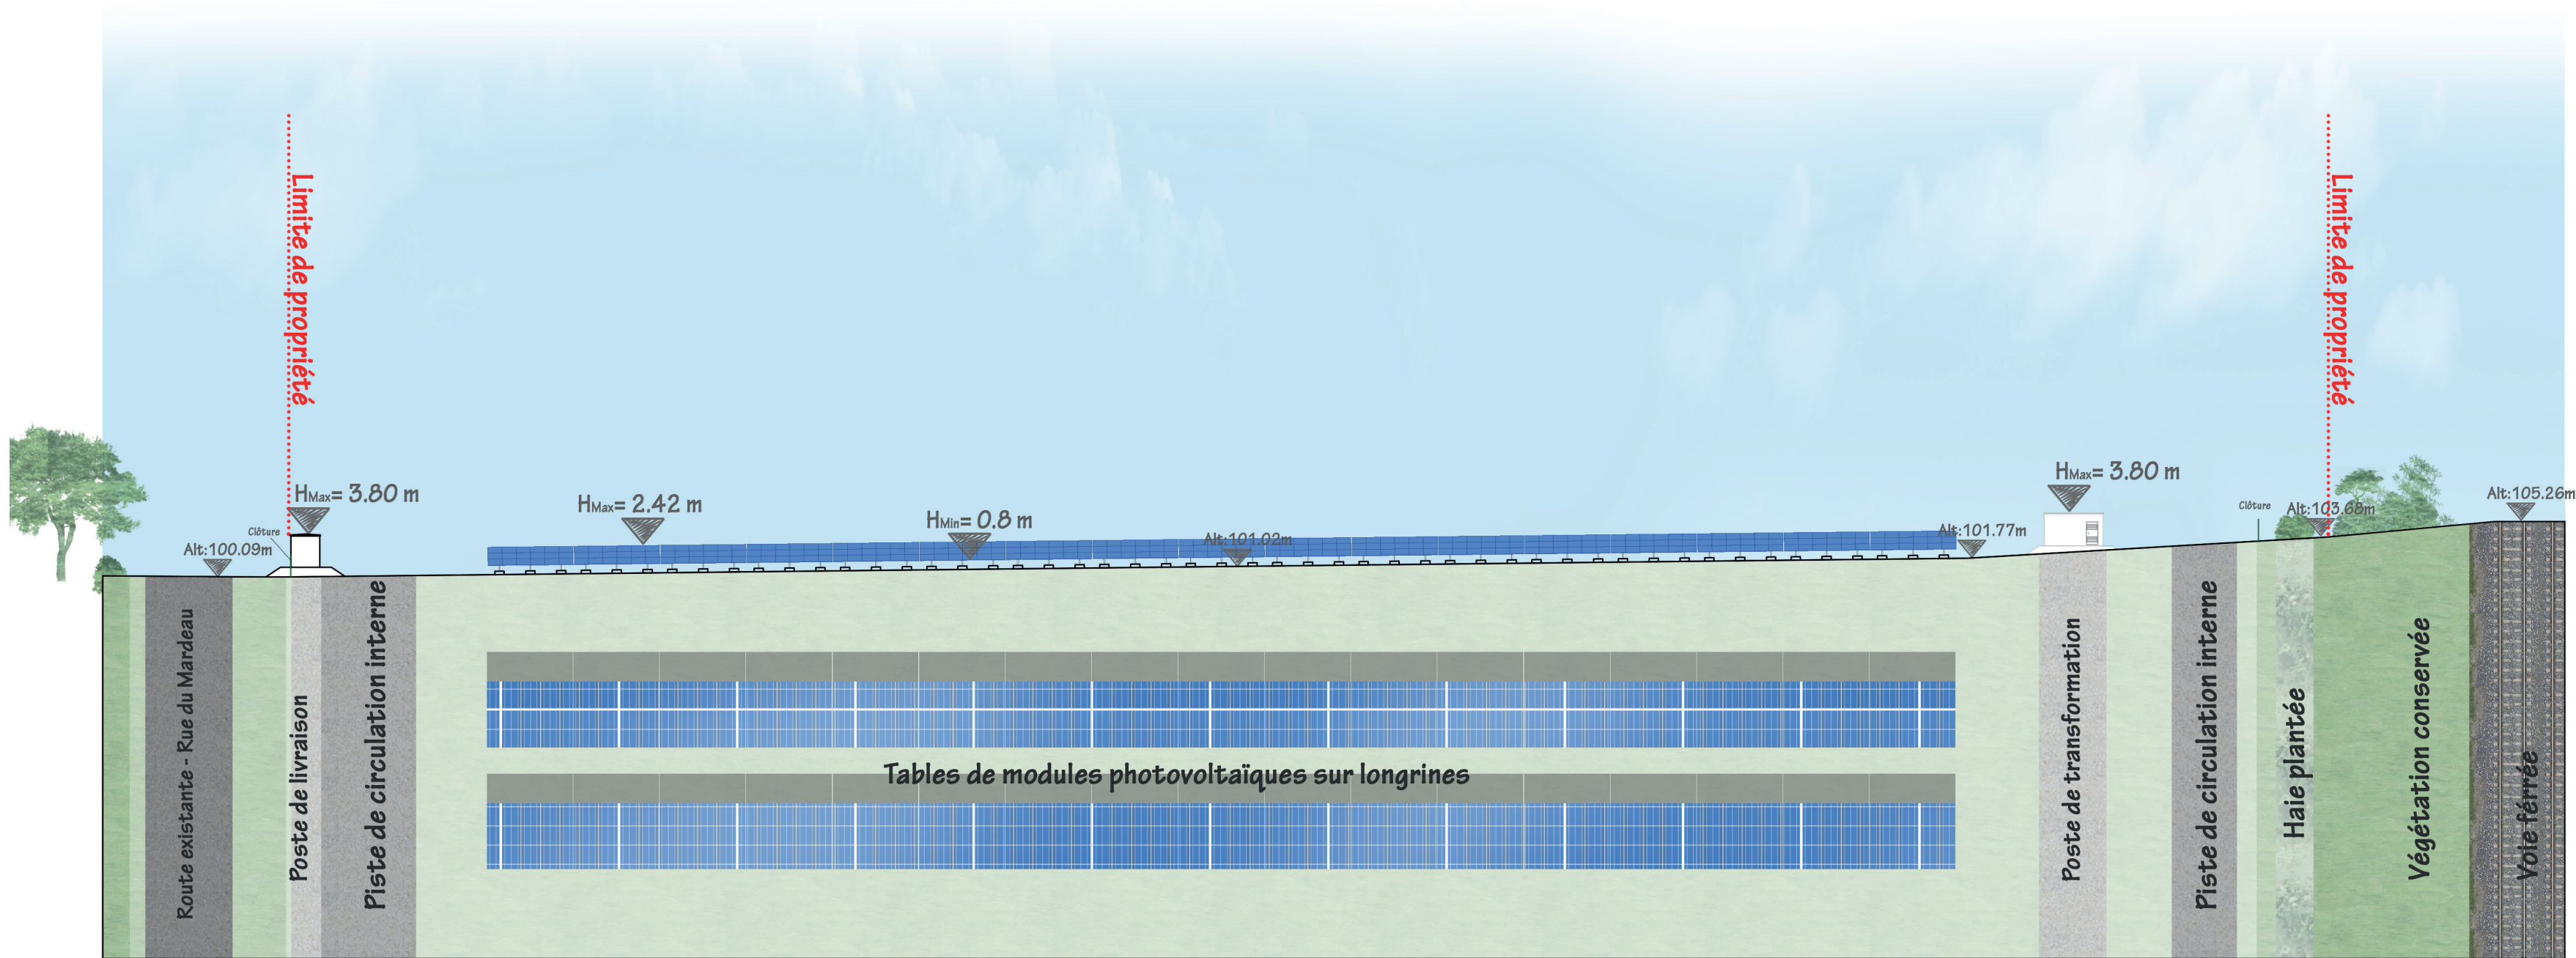 Limite de propriété
Limite de propriété
HMax= 3.80 m
HMax= 2.42 m
HMin= 0.8 m
HMax= 3.80 m
Clôture
Alt:100.09m
Alt:101.02m
Alt:101.77m
Clôture
Alt:103.68m
Alt:105.26m
Route existante - Rue du Mardeau
Poste de livraison
Piste de circulation interne
Tables de modules photovoltaïques sur longrines
Poste de transformation
Piste de circulation interne
Haie plantée
Végétation conservée
Voie férrée